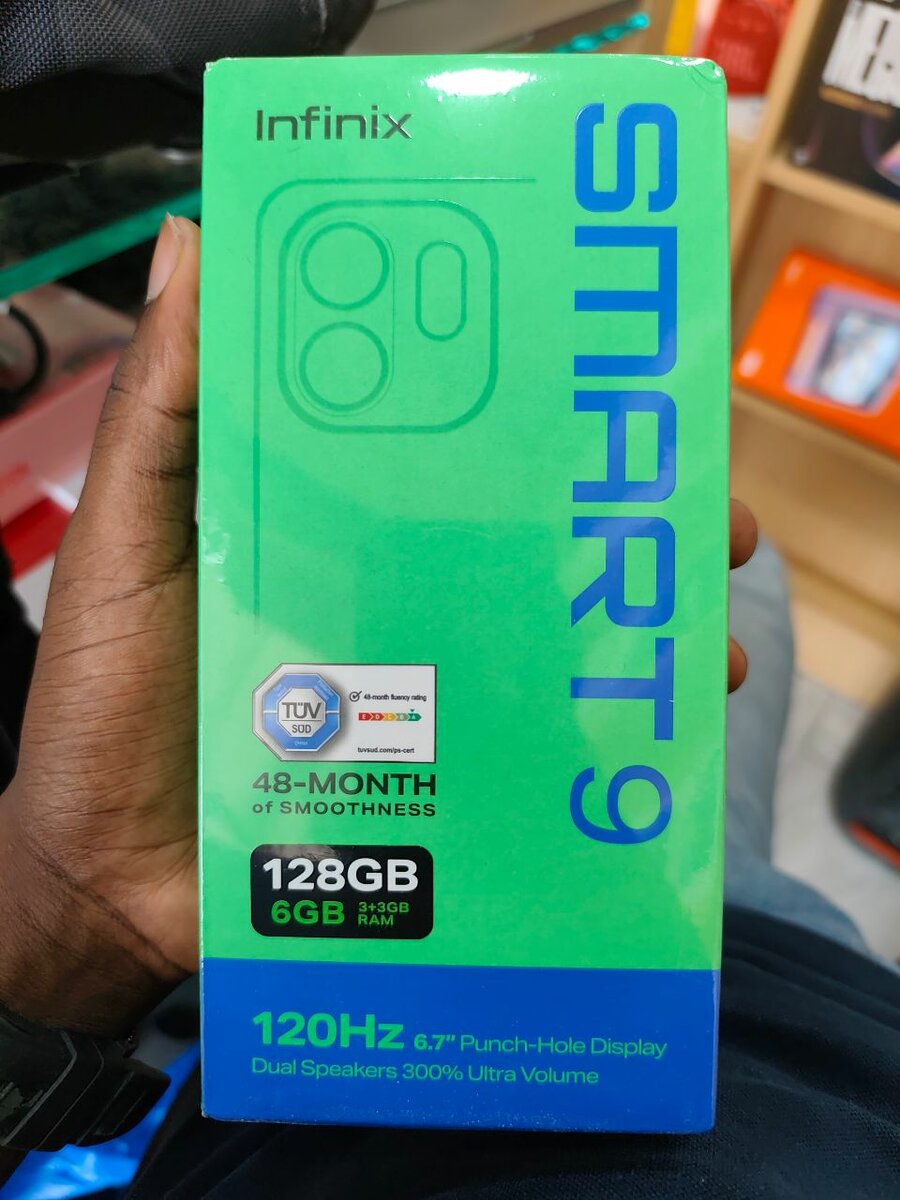 Infinix
SMART 9
TÜV
SÜD
48-month fluency rating
E D C B A
tuvsud.com/ps-cert
48-MONTH
of SMOOTHNESS
128GB
6GB 3+3GB
RAM
120Hz 6.7" Punch-Hole Display
Dual Speakers 300% Ultra Volume